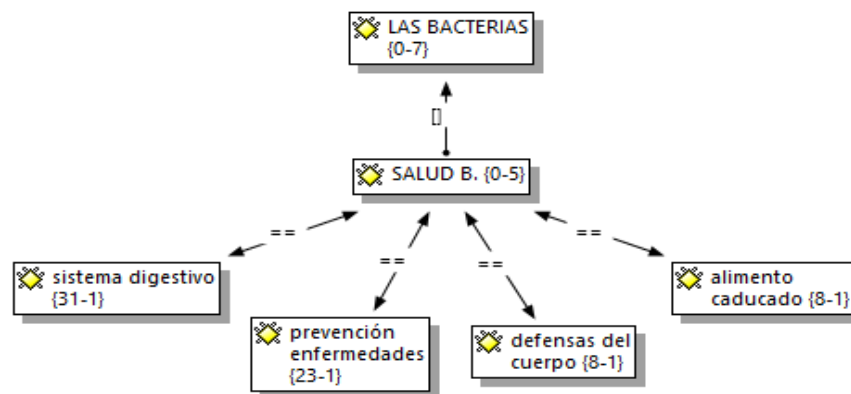 LAS BACTERIAS
{0-7}
[]
SALUD B. {0-5}
==
==
==
==
sistema digestivo
{31-1}
alimento
caducado {8-1}
prevención
enfermedades
{23-1}
defensas del
cuerpo {8-1}